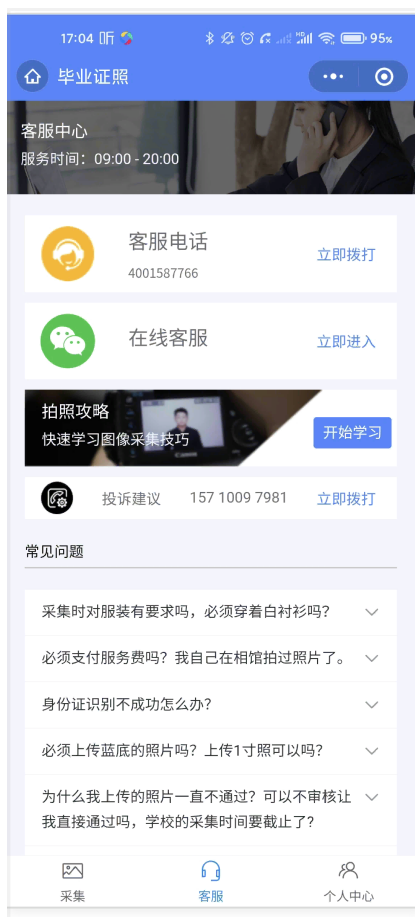 17:04 听
95%
毕业证照
客服中心
服务时间：09:00 - 20:00
客服电话
立即拨打
4001587766
在线客服
立即进入
拍照攻略
快速学习图像采集技巧
开始学习
投诉建议 157 1009 7981 立即拨打
常见问题
采集时对服装有要求吗，必须穿着白衬衫吗？
必须支付服务费吗？我自己在相馆拍过照片了。
身份证识别不成功怎么办？
必须上传蓝底的照片吗？上传1寸照可以吗？
为什么我上传的照片一直不通过？可以不审核让
我直接通过吗，学校的采集时间要截止了？
采集 客服 个人中心